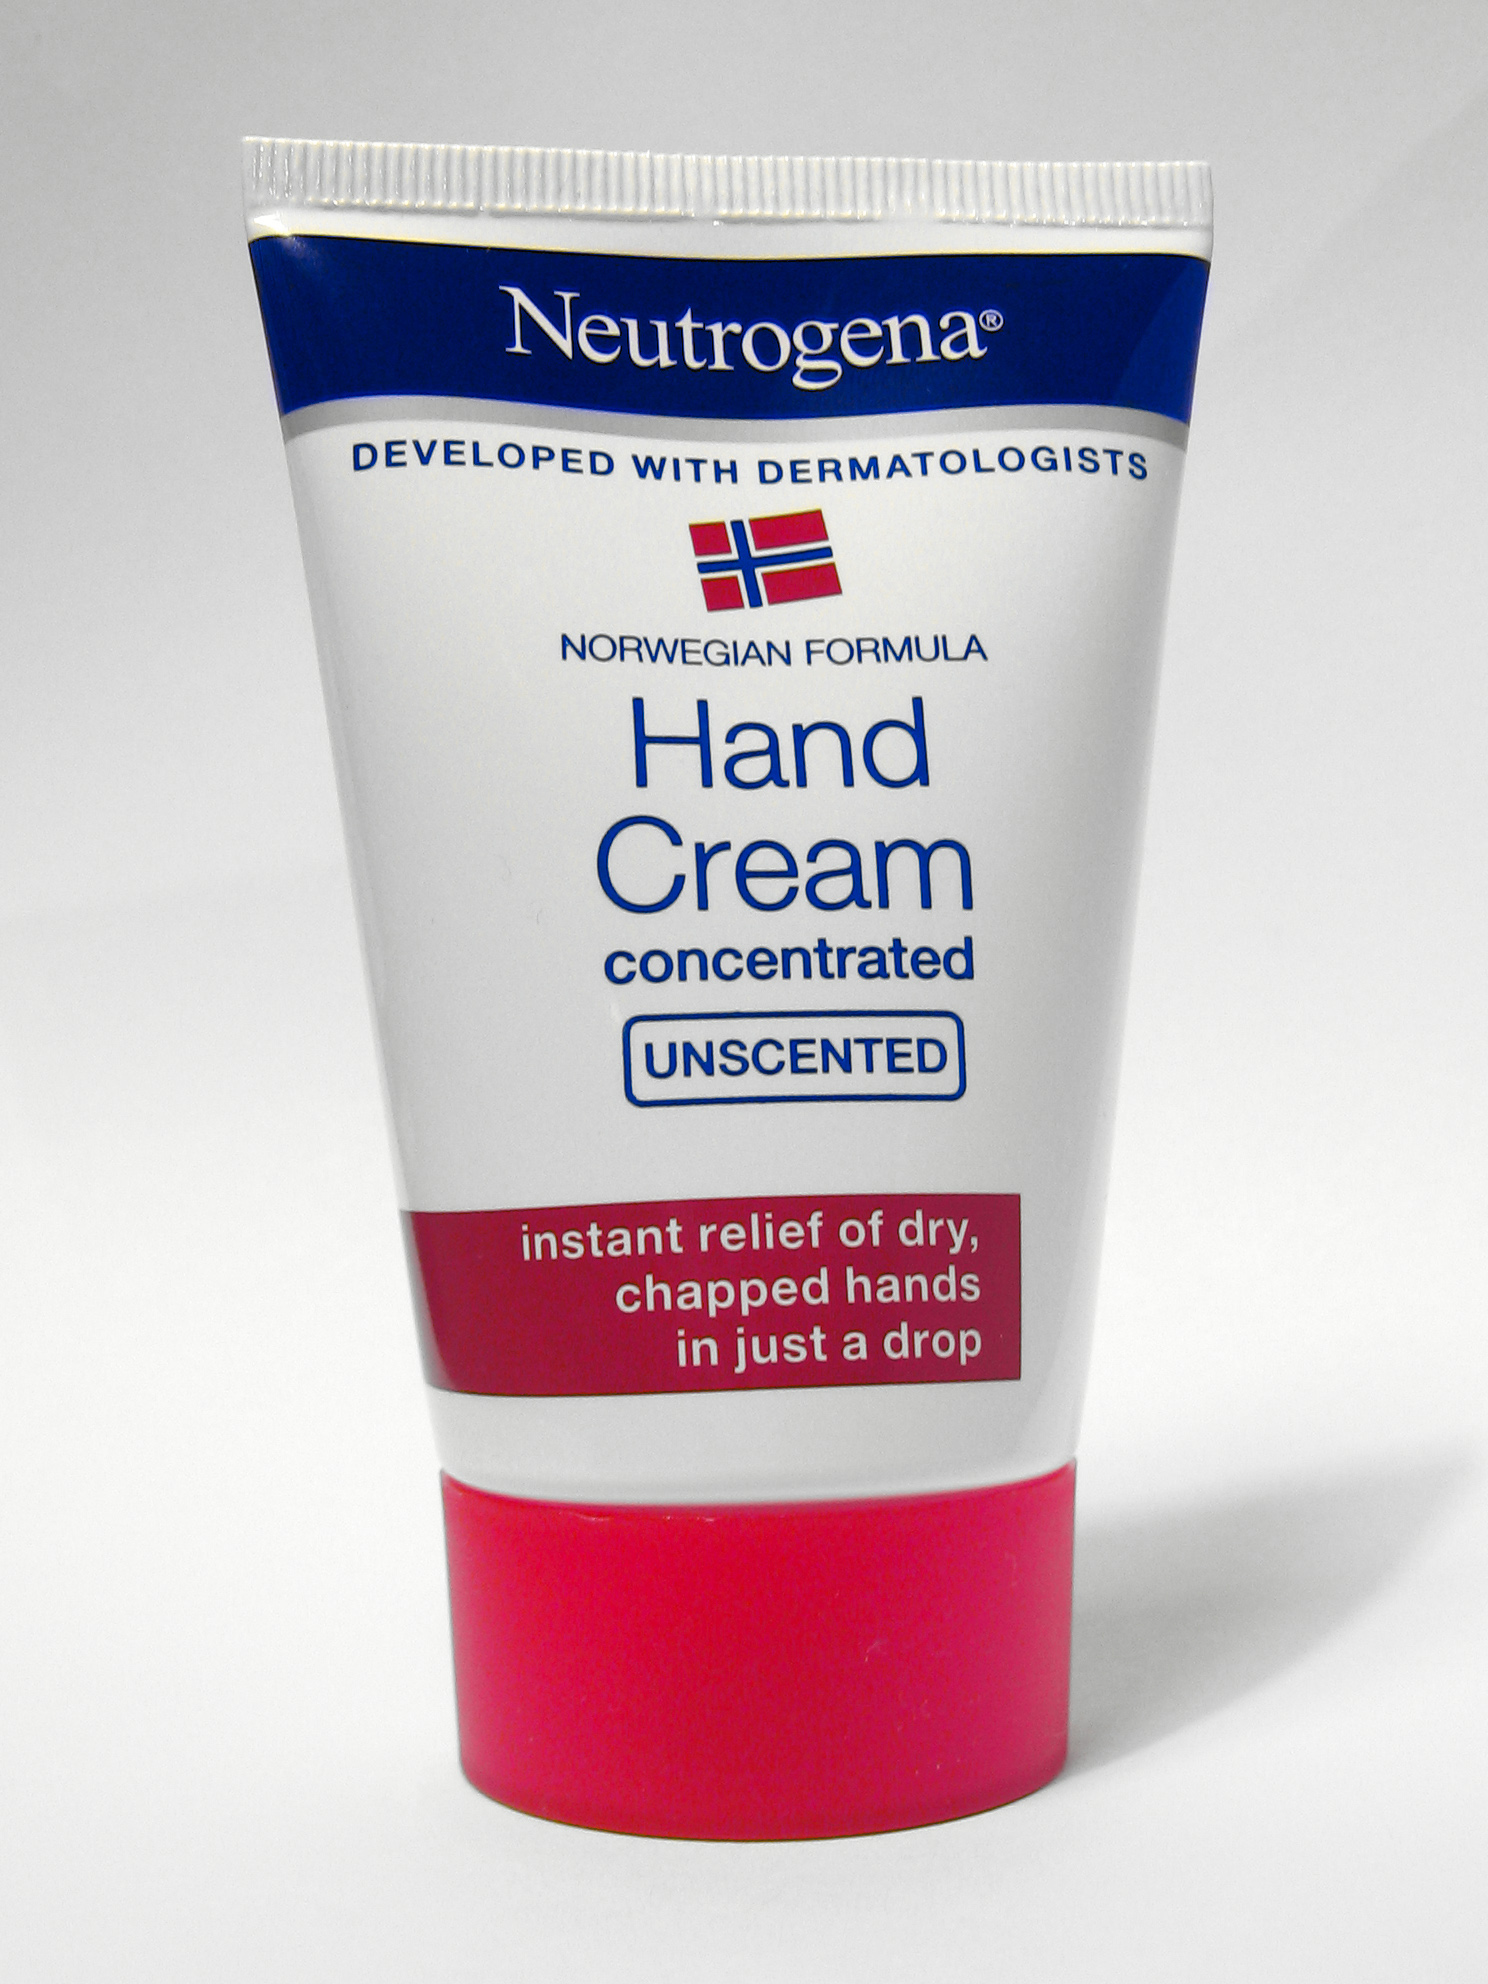 Neutrogena®
DEVELOPED WITH DERMATOLOGISTS
NORWEGIAN FORMULA
Hand
Cream
concentrated
UNSCENTED
instant relief of dry,
chapped hands
in just a drop